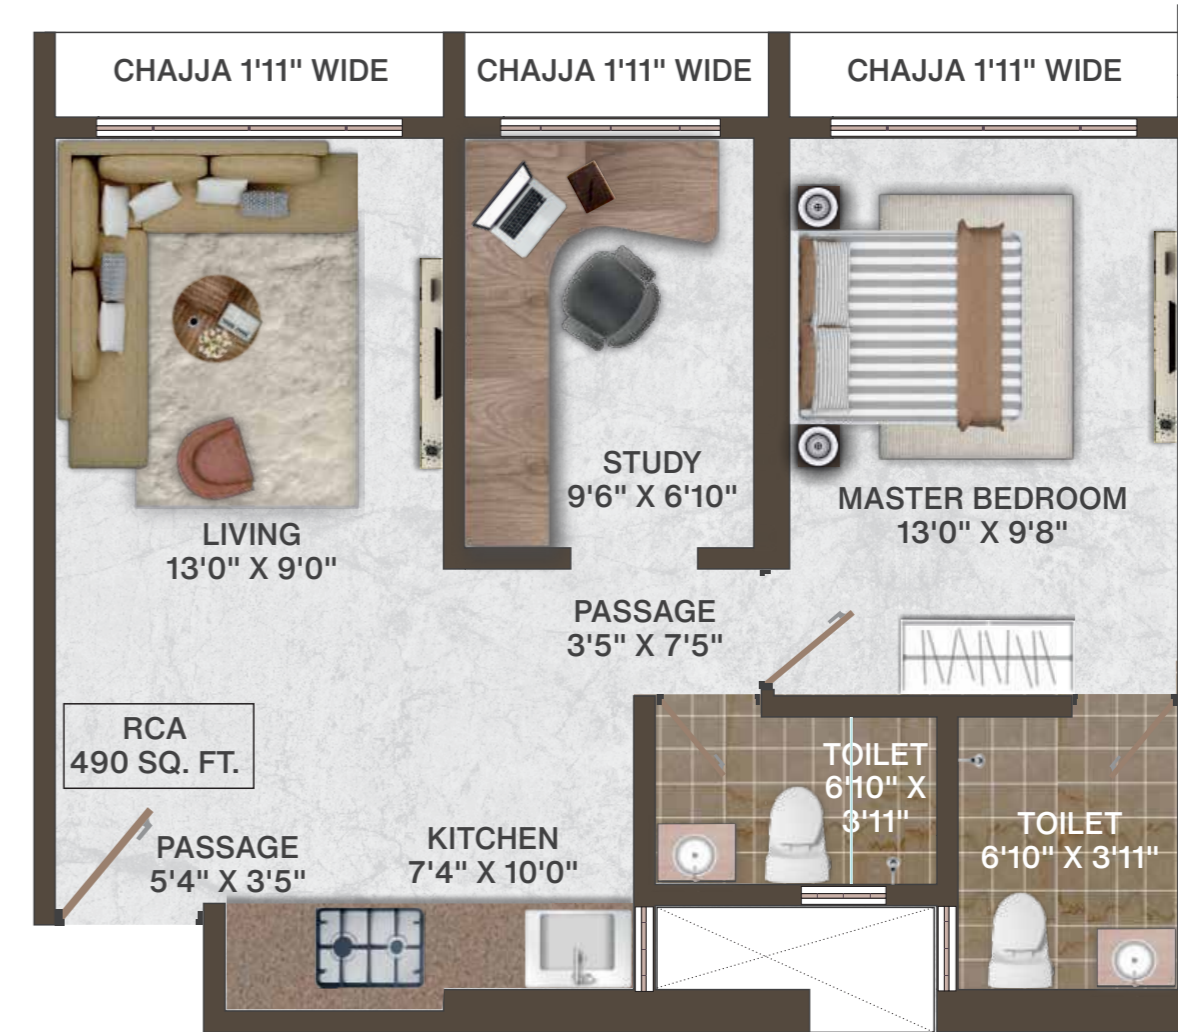 CHAJJA 1'11" WIDE
CHAJJA 1'11" WIDE
CHAJJA 1'11" WIDE
STUDY
9'6" X 6'10"
MASTER BEDROOM
13'0" X 9'8"
LIVING
13'0" X 9'0"
PASSAGE
3'5" X 7'5"
RCA
490 SQ. FT.
TOILET
6'10" X
3'11"
TOILET
6'10" X 3'11"
KITCHEN
7'4" X 10'0"
PASSAGE
5'4" X 3'5"